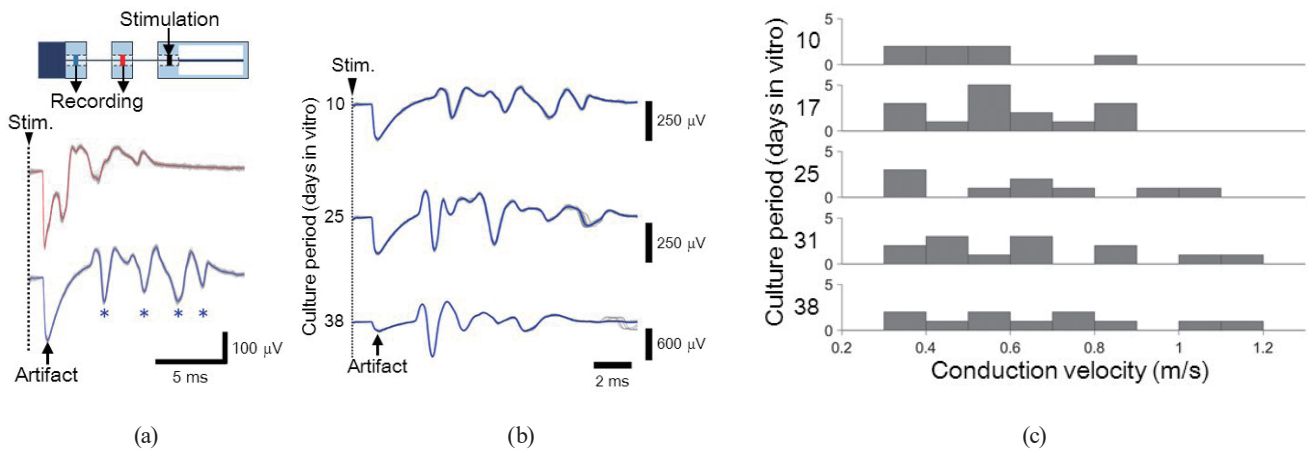 Stimulation
Recording
Stim.
Artifact
100 μV
5 ms
(a)
Stim.
Culture period (days in vitro)
10
250 μV
25
250 μV
38
600 μV
Artifact
2 ms
(b)
Culture period (days in vitro)
5
10
0
5
17
0
5
25
0
5
31
0
5
38
0
0.2 0.4 0.6 0.8 1 1.2
Conduction velocity (m/s)
(c)